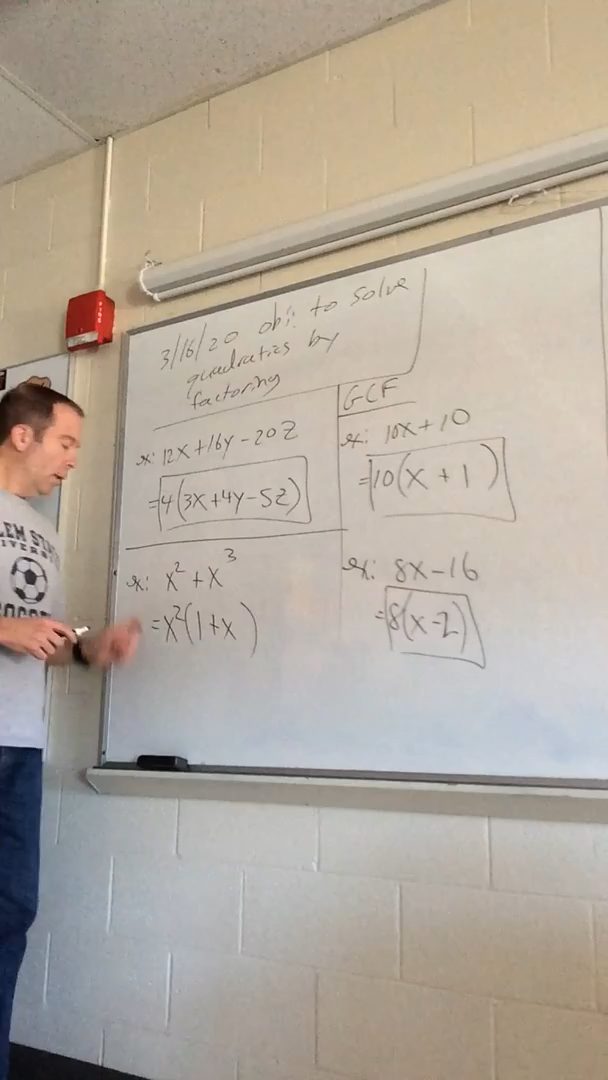 3/16/20 obj: to solve
quadratics by
factoring
GCF
ex: 10x+10
=10(x+1)
ex: 12x+16y-20z
=4(3x+4y-5z)
ex: x²+x³
=x²(1+x)
ex: 8x-16
=8(x-2)
FIRE